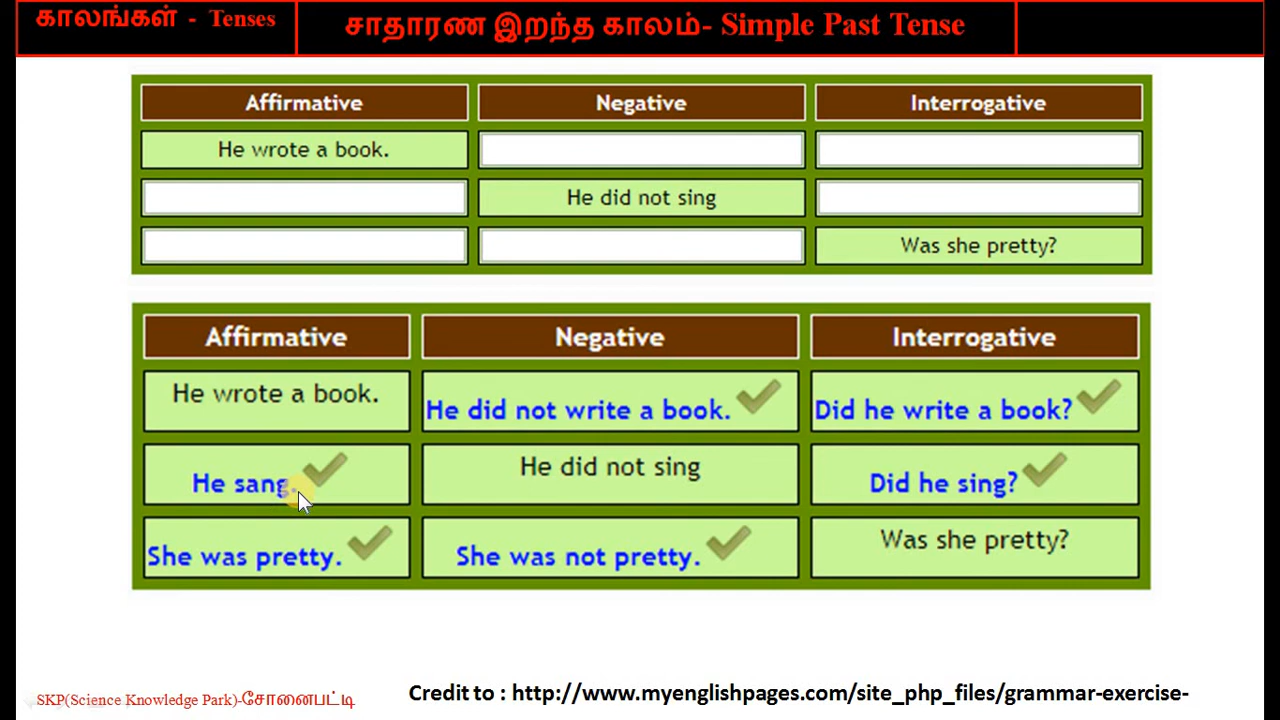 காலங்கள் - Tenses
சாதாரண இறந்த காலம்- Simple Past Tense
Affirmative Negative Interrogative
He wrote a book.
He did not sing
Was she pretty?
Affirmative Negative Interrogative
He wrote a book. He did not write a book. Did he write a book?
He sang. He did not sing Did he sing?
She was pretty. She was not pretty. Was she pretty?
SKP(Science Knowledge Park)-சோனைபட்டி
Credit to : http://www.myenglishpages.com/site_php_files/grammar-exercise-